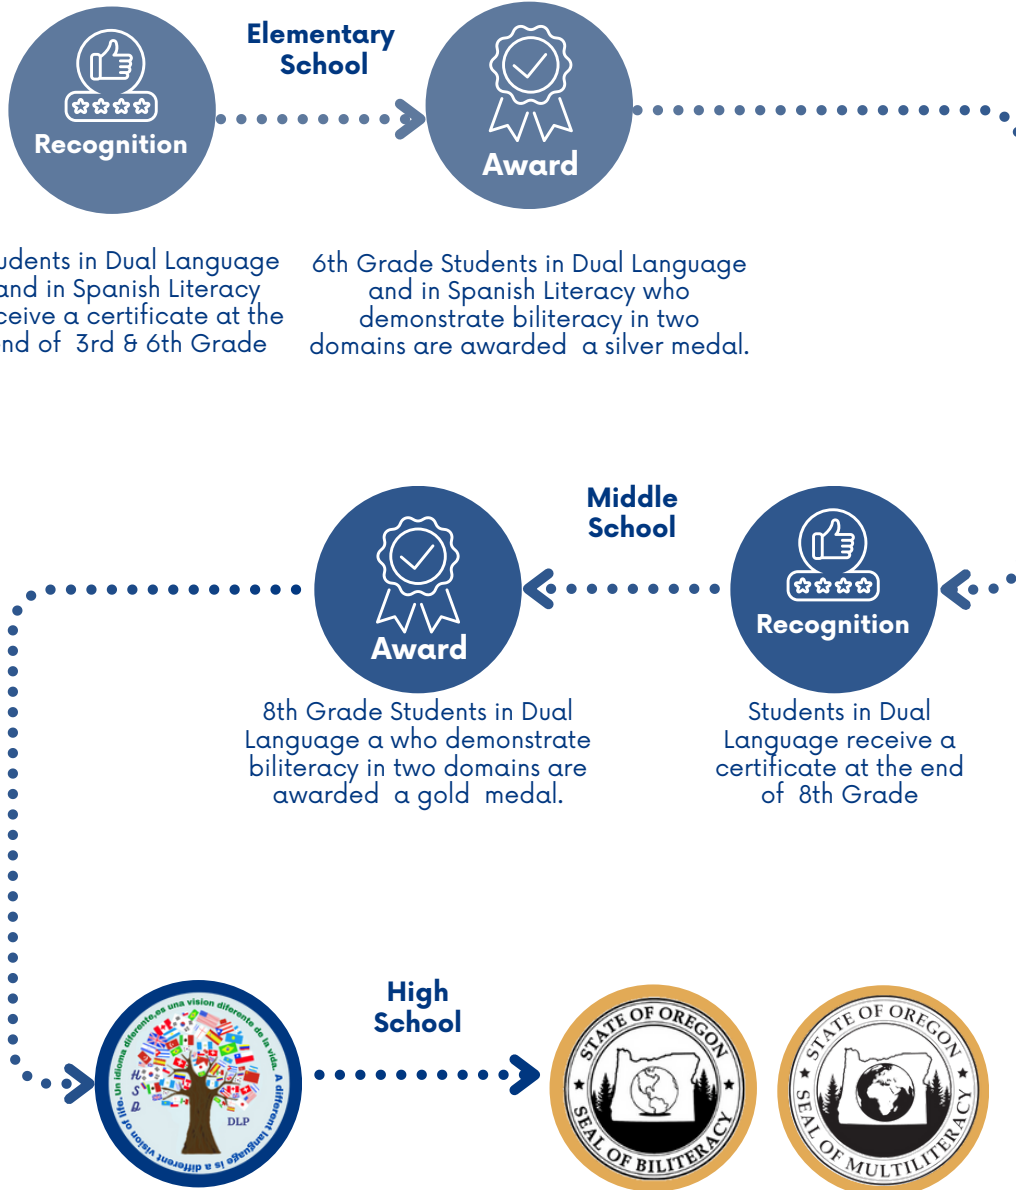 Elementary
School
Recognition
Award
udents in Dual Language
and in Spanish Literacy
ceive a certificate at the
nd of 3rd & 6th Grade
6th Grade Students in Dual Language
and in Spanish Literacy who
demonstrate biliteracy in two
domains are awarded a silver medal.
Middle
School
Award
Recognition
8th Grade Students in Dual
Language a who demonstrate
biliteracy in two domains are
awarded a gold medal.
Students in Dual
Language receive a
certificate at the end
of 8th Grade
High
School
Un idioma diferente,es una vision diferente de la vida.
A different language is a different vision of life.
H
S
D
DLP
STATE OF OREGON
SEAL OF BILITERACY
STATE OF OREGON
SEAL OF MULTILITERACY